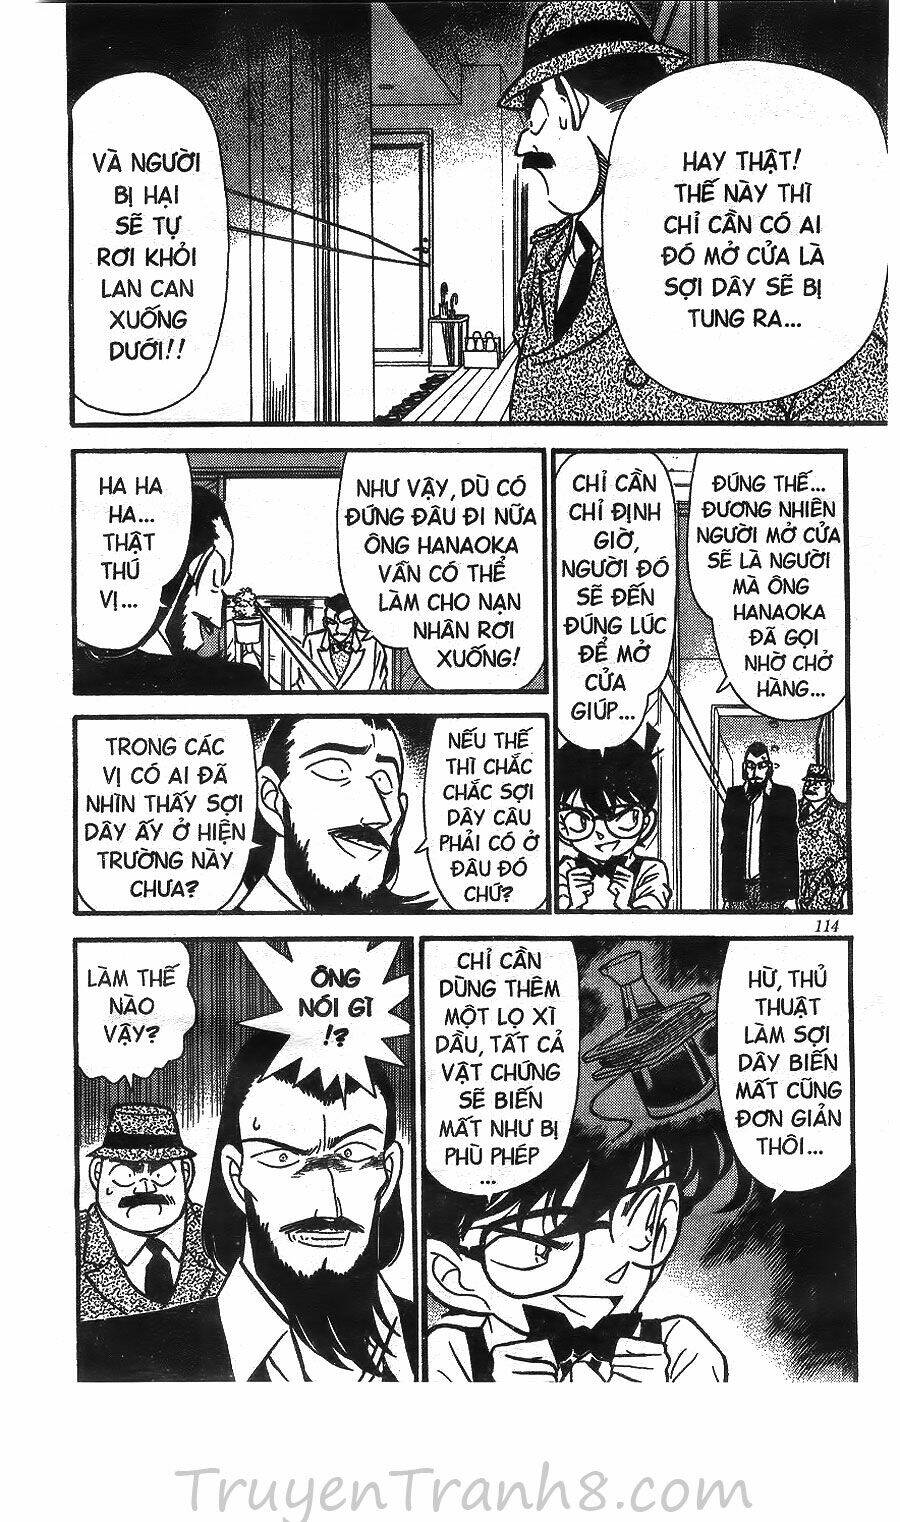 HAY THẬT!
THẾ NÀY THÌ
CHỈ CẦN CÓ AI
ĐÓ MỞ CỬA LÀ
SỢI DÂY SẼ BỊ
TUNG RA...
VÀ NGƯỜI
BỊ HẠI
SẼ TỰ
RƠI KHỎI
LAN CAN
XUỐNG
DƯỚI!!
ĐÚNG THẾ...
ĐƯƠNG NHIÊN
NGƯỜI MỞ CỬA
SẼ LÀ NGƯỜI
MÀ ÔNG
HANAOKA
ĐÃ GỌI
NHỜ CHỞ
HÀNG...
CHỈ CẦN
CHỈ ĐỊNH
GIỜ,
NGƯỜI ĐÓ
SẼ ĐẾN
ĐÚNG LÚC
ĐỂ MỞ
CỬA
GIÚP...
NHƯ VẬY, DÙ CÓ
ĐỨNG ĐÂU ĐI NỮA
ÔNG HANAOKA
VẪN CÓ THỂ
LÀM CHO NẠN
NHÂN RƠI
XUỐNG!
HA HA
HA...
THẬT
THÚ
VỊ...
NẾU THẾ
THÌ CHẮC
CHẮC SỢI
DÂY CÂU
PHẢI CÓ Ở
ĐÂU ĐÓ
CHỨ?
TRONG CÁC
VỊ CÓ AI ĐÃ
NHÌN THẤY SỢI
DÂY ẤY Ở HIỆN
TRƯỜNG NÀY
CHƯA?
114
HỪ, THỦ
THUẬT
LÀM SỢI
DÂY BIẾN
MẤT CŨNG
ĐƠN GIẢN
THÔI...
CHỈ CẦN
DÙNG THÊM
MỘT LỌ XÌ
DẦU, TẤT CẢ
VẬT CHỨNG
SẼ BIẾN
MẤT NHƯ BỊ
PHÙ PHÉP
...
ÔNG
NÓI GÌ
!?
LÀM THẾ
NÀO
VẬY?
TruyenTranh8.com